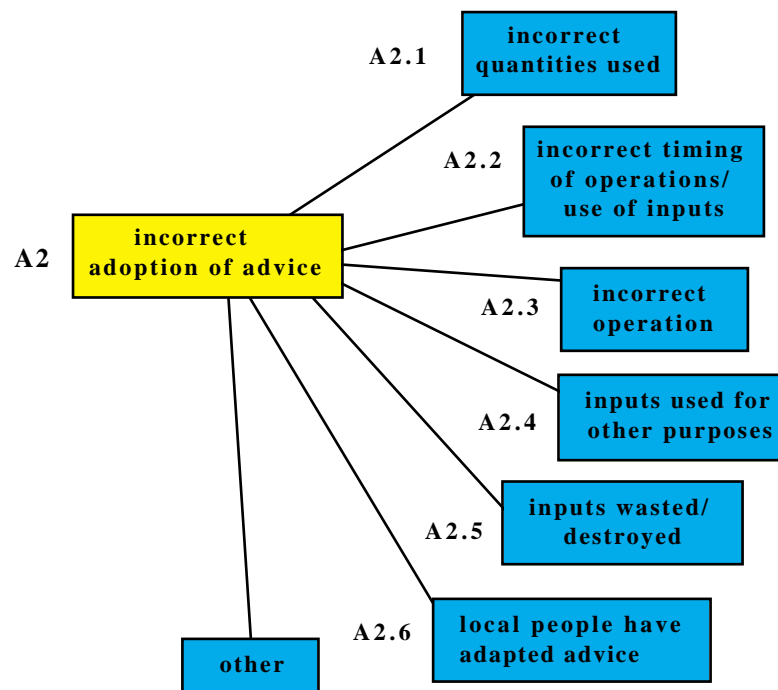 A2.1
incorrect
quantities used
A2.2
incorrect timing
of operations/
use of inputs
A2
incorrect
adoption of advice
A2.3
incorrect
operation
A2.4
inputs used for
other purposes
A2.5
inputs wasted/
destroyed
A2.6
local people have
adapted advice
other